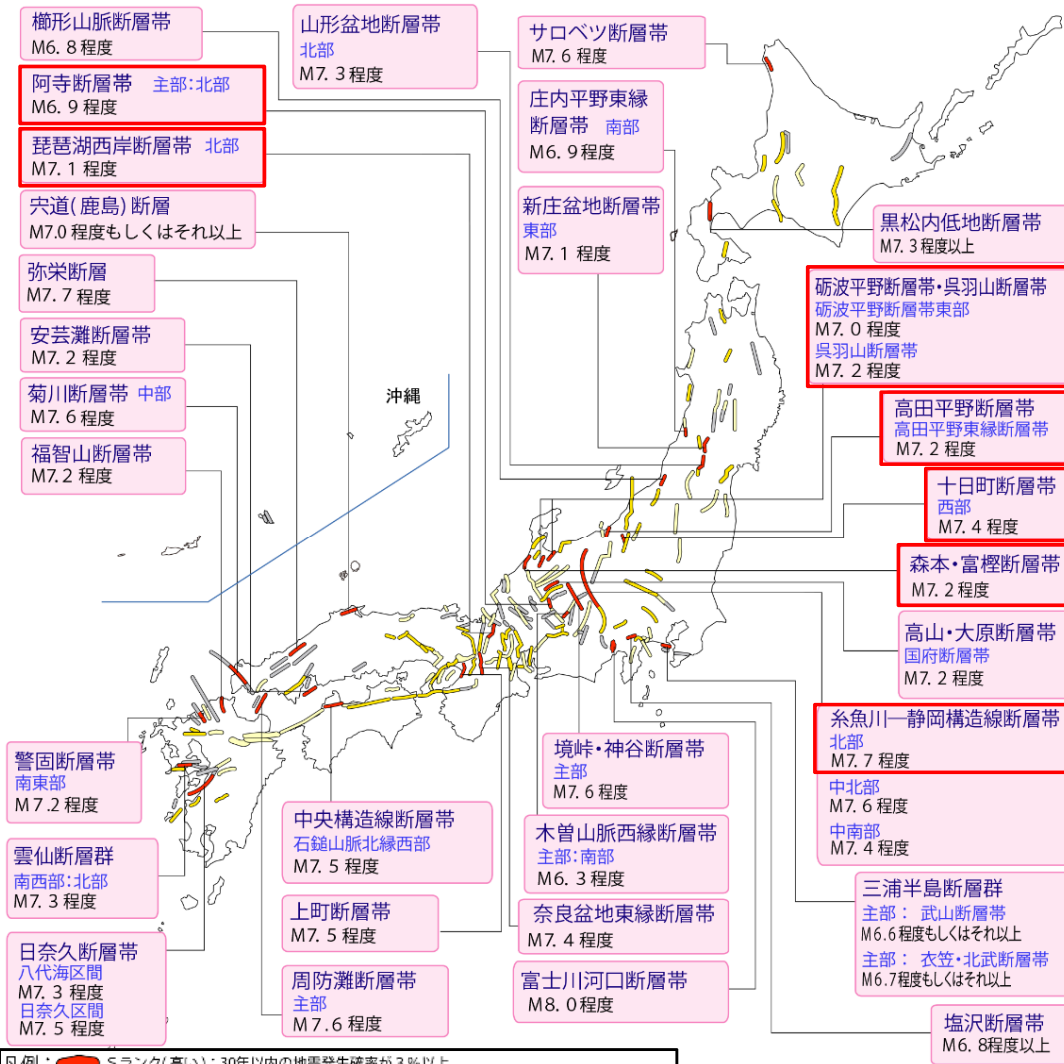 櫛形山脈断層帯
M6. 8 程度
阿寺断層帯　主部:北部
M6. 9 程度
琵琶湖西岸断層帯　北部
M7. 1 程度
宍道(鹿島)断層
M7.0 程度もしくはそれ以上
弥栄断層
M7. 7 程度
安芸灘断層帯
M7. 2 程度
菊川断層帯 中部
M7. 6 程度
福智山断層帯
M7. 2 程度
山形盆地断層帯
北部
M7. 3 程度
サロベツ断層帯
M7. 6 程度
庄内平野東縁
断層帯　南部
M6. 9程度
新庄盆地断層帯
東部
M7. 1 程度
沖縄
黒松内低地断層帯
M7. 3程度以上
砺波平野断層帯・呉羽山断層帯
砺波平野断層帯東部
M7. 0 程度
呉羽山断層帯
M7. 2 程度
高田平野断層帯
高田平野東縁断層帯
M7. 2 程度
十日町断層帯
西部
M7. 4 程度
森本・富樫断層帯
M7. 2 程度
高山・大原断層帯
国府断層帯
M7. 2 程度
糸魚川―静岡構造線断層帯
北部
M7. 7 程度
中北部
M7. 6 程度
中南部
M7. 4 程度
三浦半島断層群
主部： 武山断層帯
M6.6程度もしくはそれ以上
主部： 衣笠・北武断層帯
M6.7程度もしくはそれ以上
塩沢断層帯
M6. 8程度以上
境峠・神谷断層帯
主部
M7. 6 程度
木曽山脈西縁断層帯
主部:南部
M6. 3 程度
奈良盆地東縁断層帯
M7. 4 程度
富士川河口断層帯
M8. 0 程度
中央構造線断層帯
石鎚山脈北縁西部
M7. 5 程度
上町断層帯
M7. 5 程度
周防灘断層帯
主部
M7.6 程度
警固断層帯
南東部
M7.2 程度
雲仙断層群
南西部:北部
M7. 3 程度
日奈久断層帯
八代海区間
M7. 3 程度
日奈久区間
M7. 5 程度
凡例： Sランク(高い)：30年以内の地震発生確率が3%以上